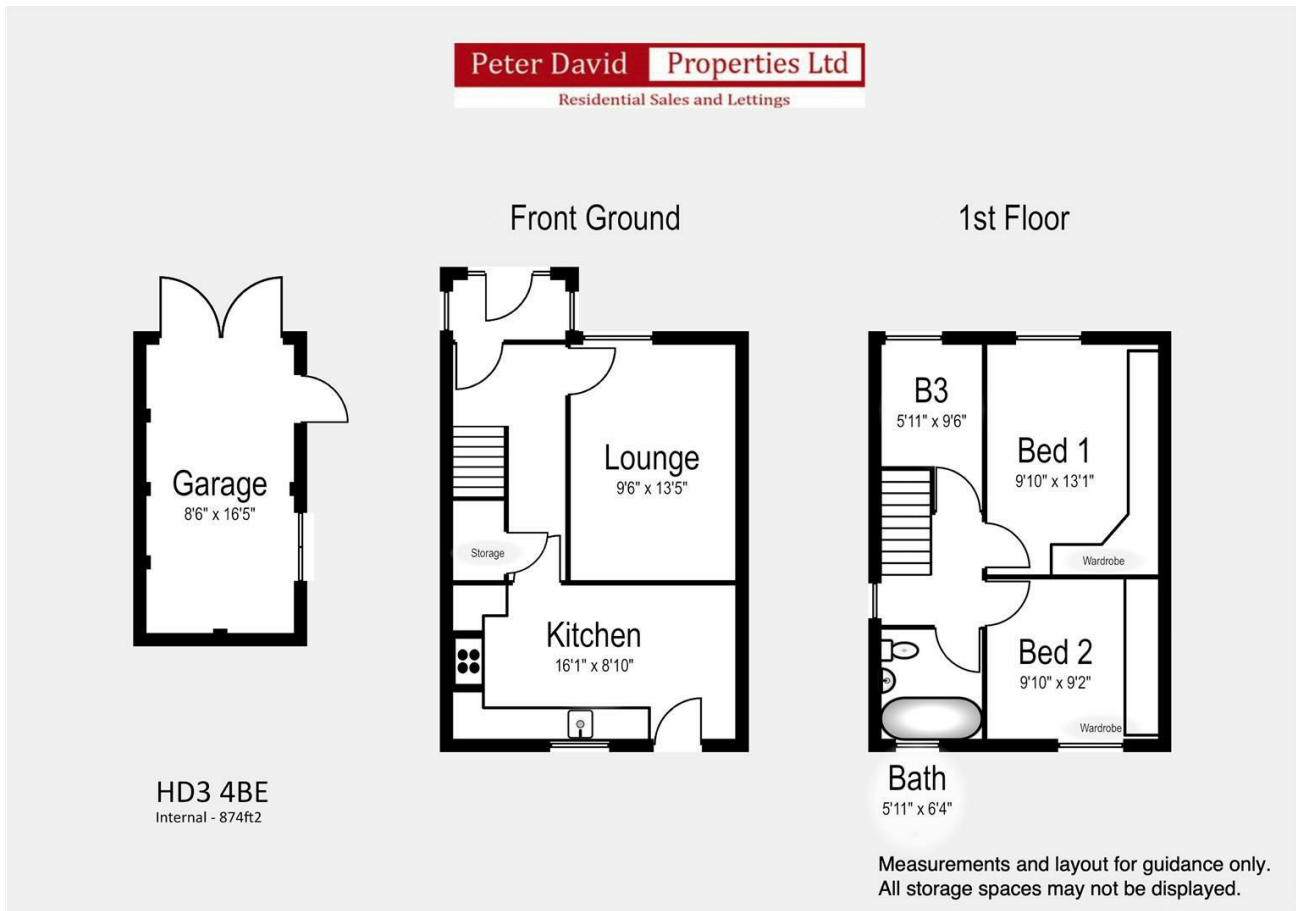 Peter David Properties Ltd
Residential Sales and Lettings
Front Ground
1st Floor
Garage
8'6" x 16'5"
Lounge
9'6" x 13'5"
Storage
Kitchen
16'1" x 8'10"
B3
5'11" x 9'6"
Bed 1
9'10" x 13'1"
Wardrobe
Bed 2
9'10" x 9'2"
Wardrobe
Bath
5'11" x 6'4"
HD3 4BE
Internal - 874ft2
Measurements and layout for guidance only.
All storage spaces may not be displayed.